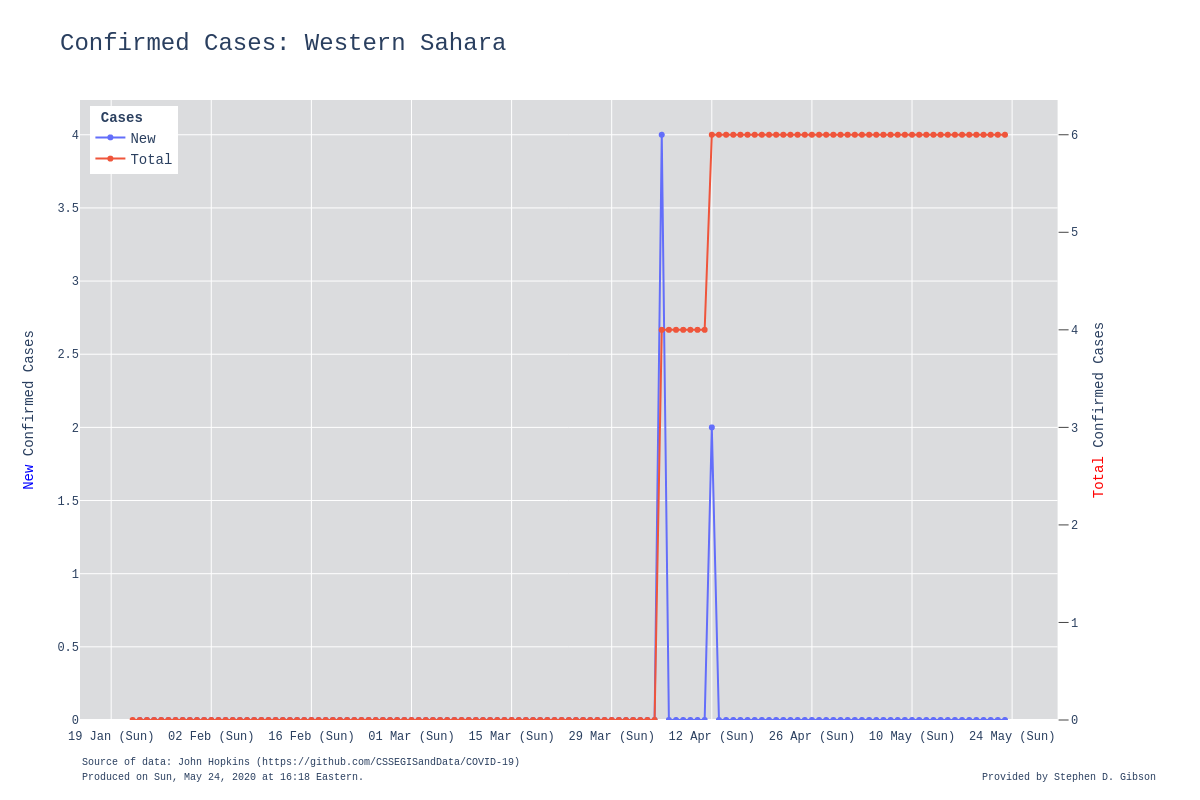 Confirmed Cases: Western Sahara
Cases
New
Total
4
3.5
3
2.5
2
1.5
1
0.5
0
New Confirmed Cases
6
5
4
3
2
1
0
Total Confirmed Cases
19 Jan (Sun) 02 Feb (Sun) 16 Feb (Sun) 01 Mar (Sun) 15 Mar (Sun) 29 Mar (Sun) 12 Apr (Sun) 26 Apr (Sun) 10 May (Sun) 24 May (Sun)
Source of data: John Hopkins (https://github.com/CSSEGISandData/COVID-19)
Produced on Sun, May 24, 2020 at 16:18 Eastern.
Provided by Stephen D. Gibson